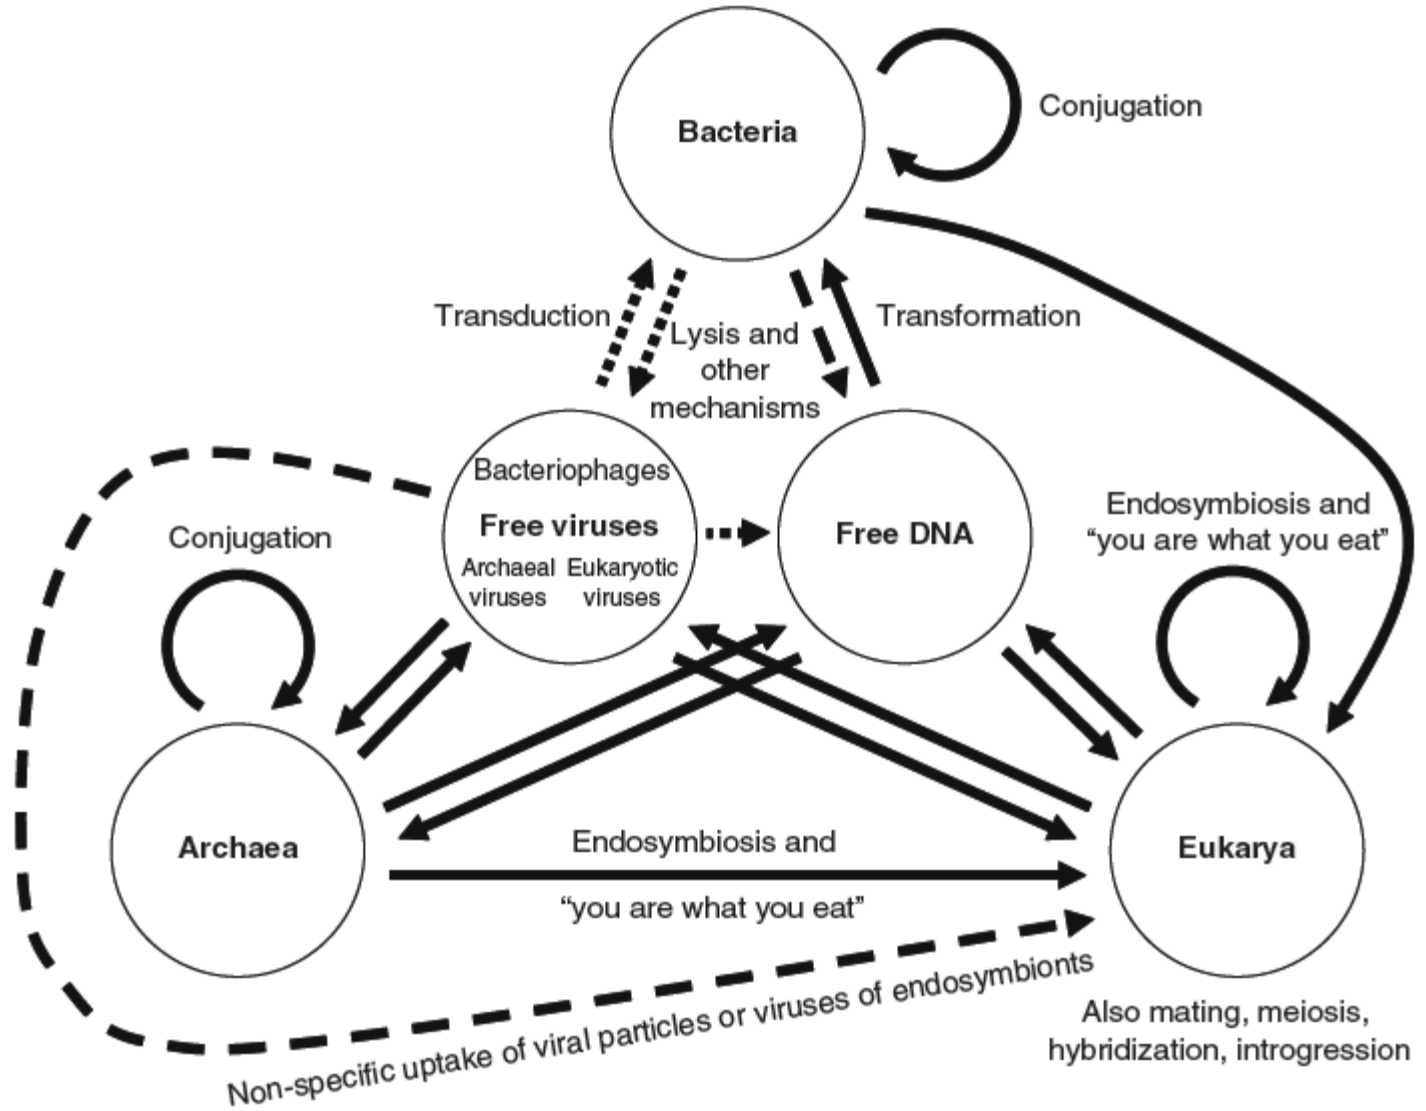 Bacteria
Conjugation
Transduction
Lysis and
other
mechanisms
Transformation
Bacteriophages
Free viruses
Archaeal
viruses
Eukaryotic
viruses
Free DNA
Endosymbiosis and
“you are what you eat”
Conjugation
Archaea
Endosymbiosis and
“you are what you eat”
Eukarya
Non-specific uptake of viral particles or viruses of endosymbionts
Also mating, meiosis,
hybridization, introgression